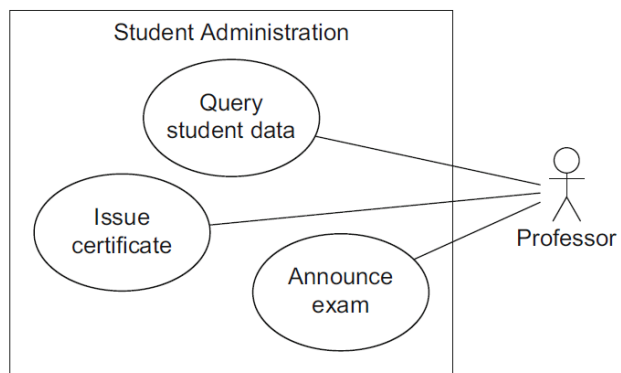 Student Administration
Query
student data
Issue
certificate
Announce
exam
Professor